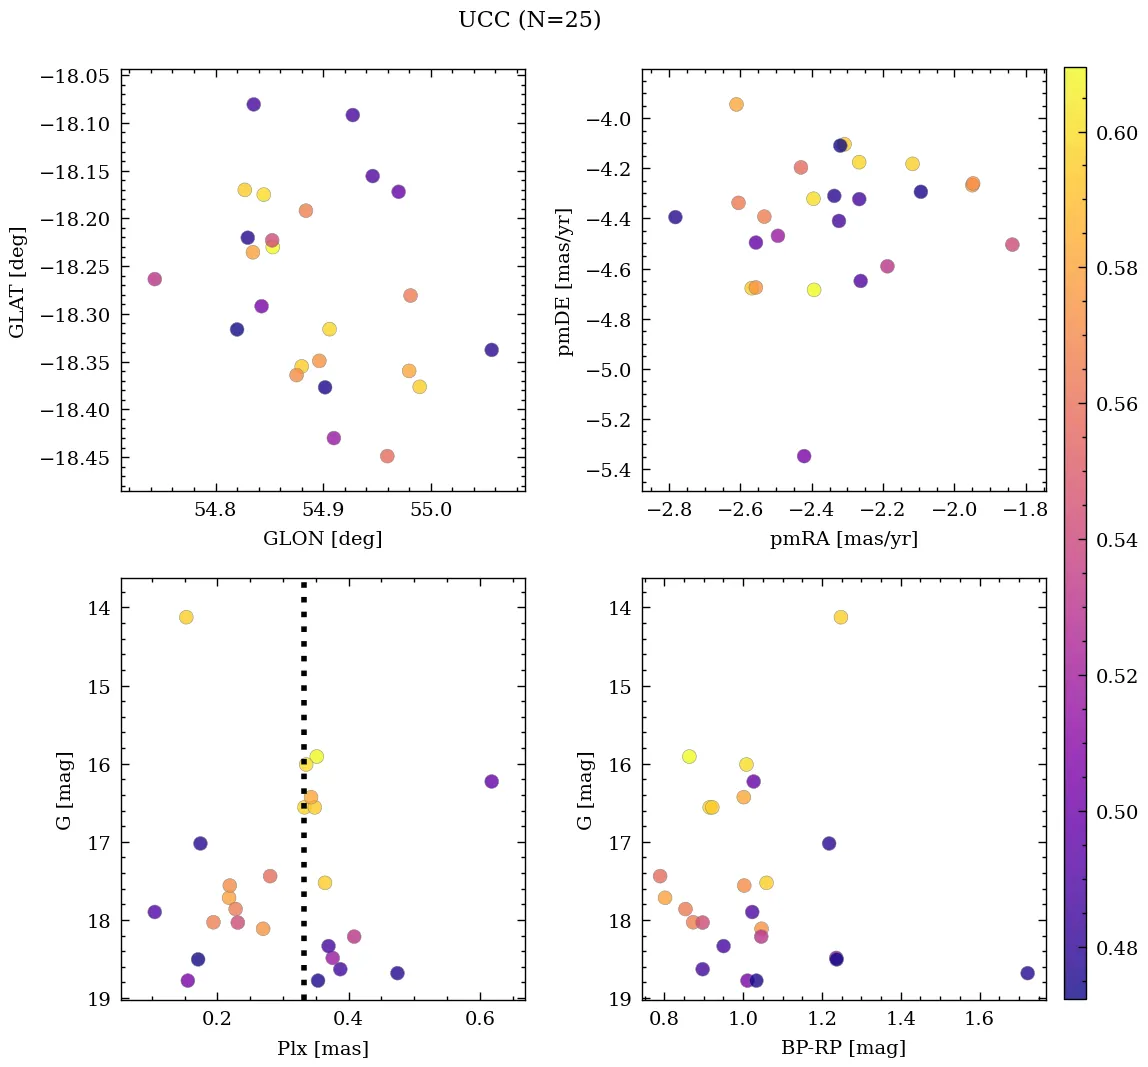 UCC (N=25)
−18.05
−18.10
−18.15
−18.20
−18.25
−18.30
−18.35
−18.40
−18.45
GLAT [deg]
54.8 54.9 55.0
GLON [deg]
−4.0
−4.2
−4.4
−4.6
−4.8
−5.0
−5.2
−5.4
pmDE [mas/yr]
−2.8 −2.6 −2.4 −2.2 −2.0 −1.8
pmRA [mas/yr]
14
15
16
17
18
19
G [mag]
0.2 0.4 0.6
Plx [mas]
14
15
16
17
18
19
G [mag]
0.8 1.0 1.2 1.4 1.6
BP-RP [mag]
0.60
0.58
0.56
0.54
0.52
0.50
0.48